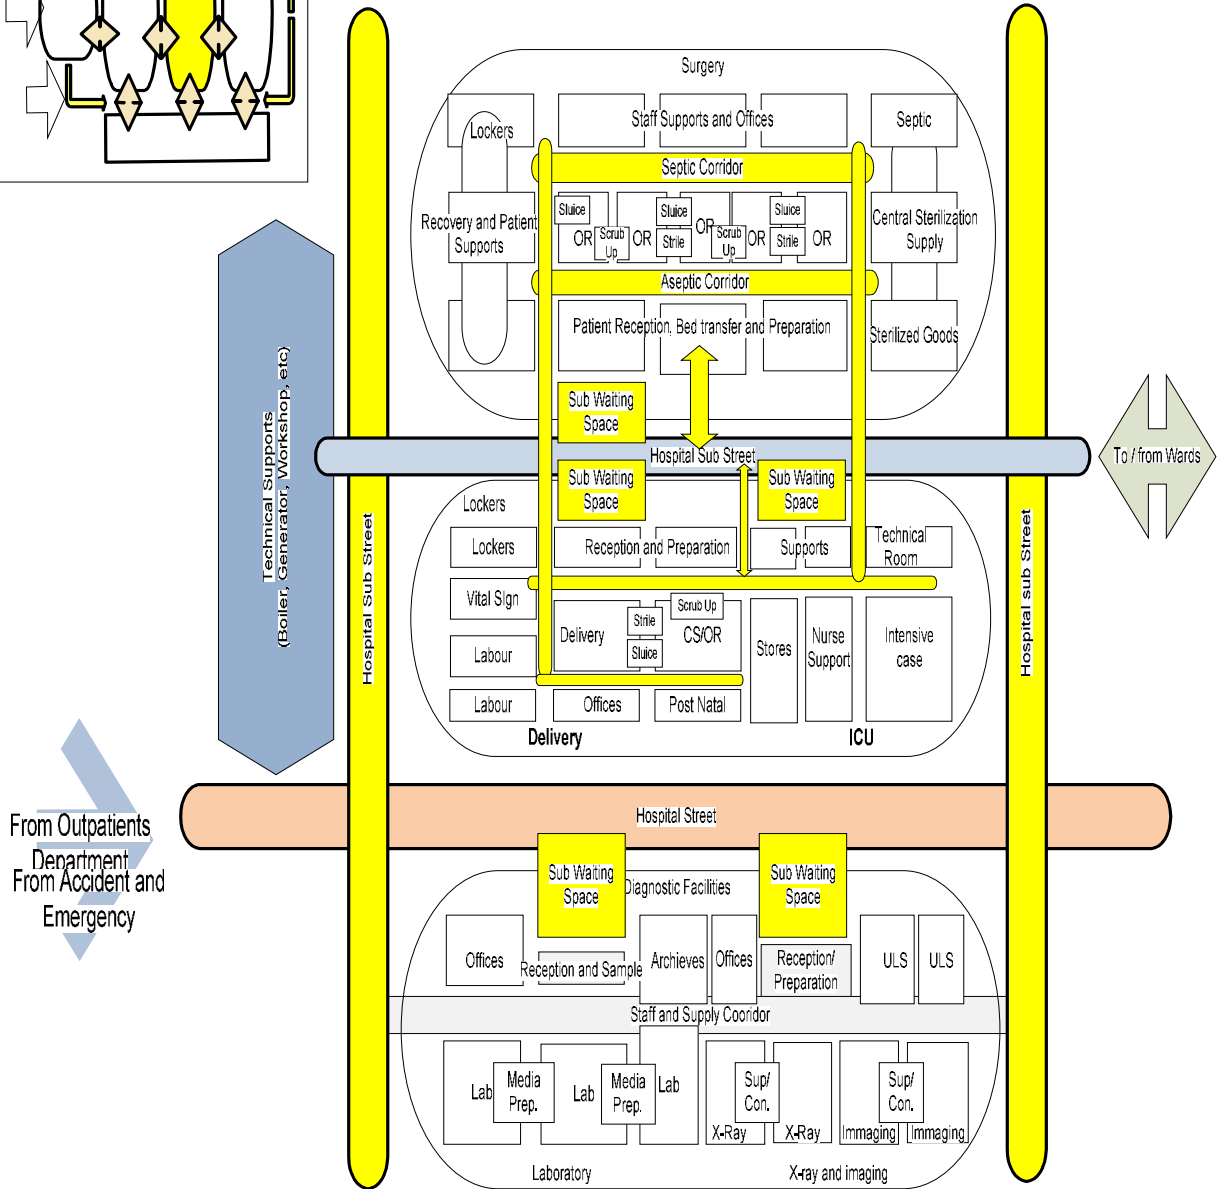 Surgery
Lockers
Staff Supports and Offices
Septic
Septic Corridor
Recovery and Patient
Supports
Sluice
OR
Scrub
Up
OR
Sluice
Strile
OR
Scrub
Up
OR
Sluice
Strile
OR
Central Sterilization
Supply
Aseptic Corridor
Patient Reception, Bed transfer and Preparation
Sterilized Goods
Sub Waiting
Space
Hospital Sub Street
To / from Wards
Technical Supports
(Boiler, Generator, Workshop, etc)
Hospital Sub Street
Hospital sub Street
Sub Waiting
Space
Sub Waiting
Space
Lockers
Lockers
Reception and Preparation
Supports
Technical
Room
Vital SIgn
Labour
Labour
Delivery
Strile
Sluice
Scrub Up
CS/OR
Stores
Nurse
Support
Intensive
case
Offices
Post Natal
Delivery
ICU
Hospital Street
From Outpatients
Department
From Accident and
Emergency
Sub Waiting
Space
Diagnostic Facilities
Sub Waiting
Space
Offices
Reception and Sample
Archieves
Offices
Reception/
Preparation
ULS
ULS
Staff and Supply Cooridor
Lab
Media
Prep.
Lab
Media
Prep.
Lab
Sup/
Con.
X-Ray
X-Ray
Sup/
Con.
Immaging
Immaging
Laboratory
X-ray and imaging